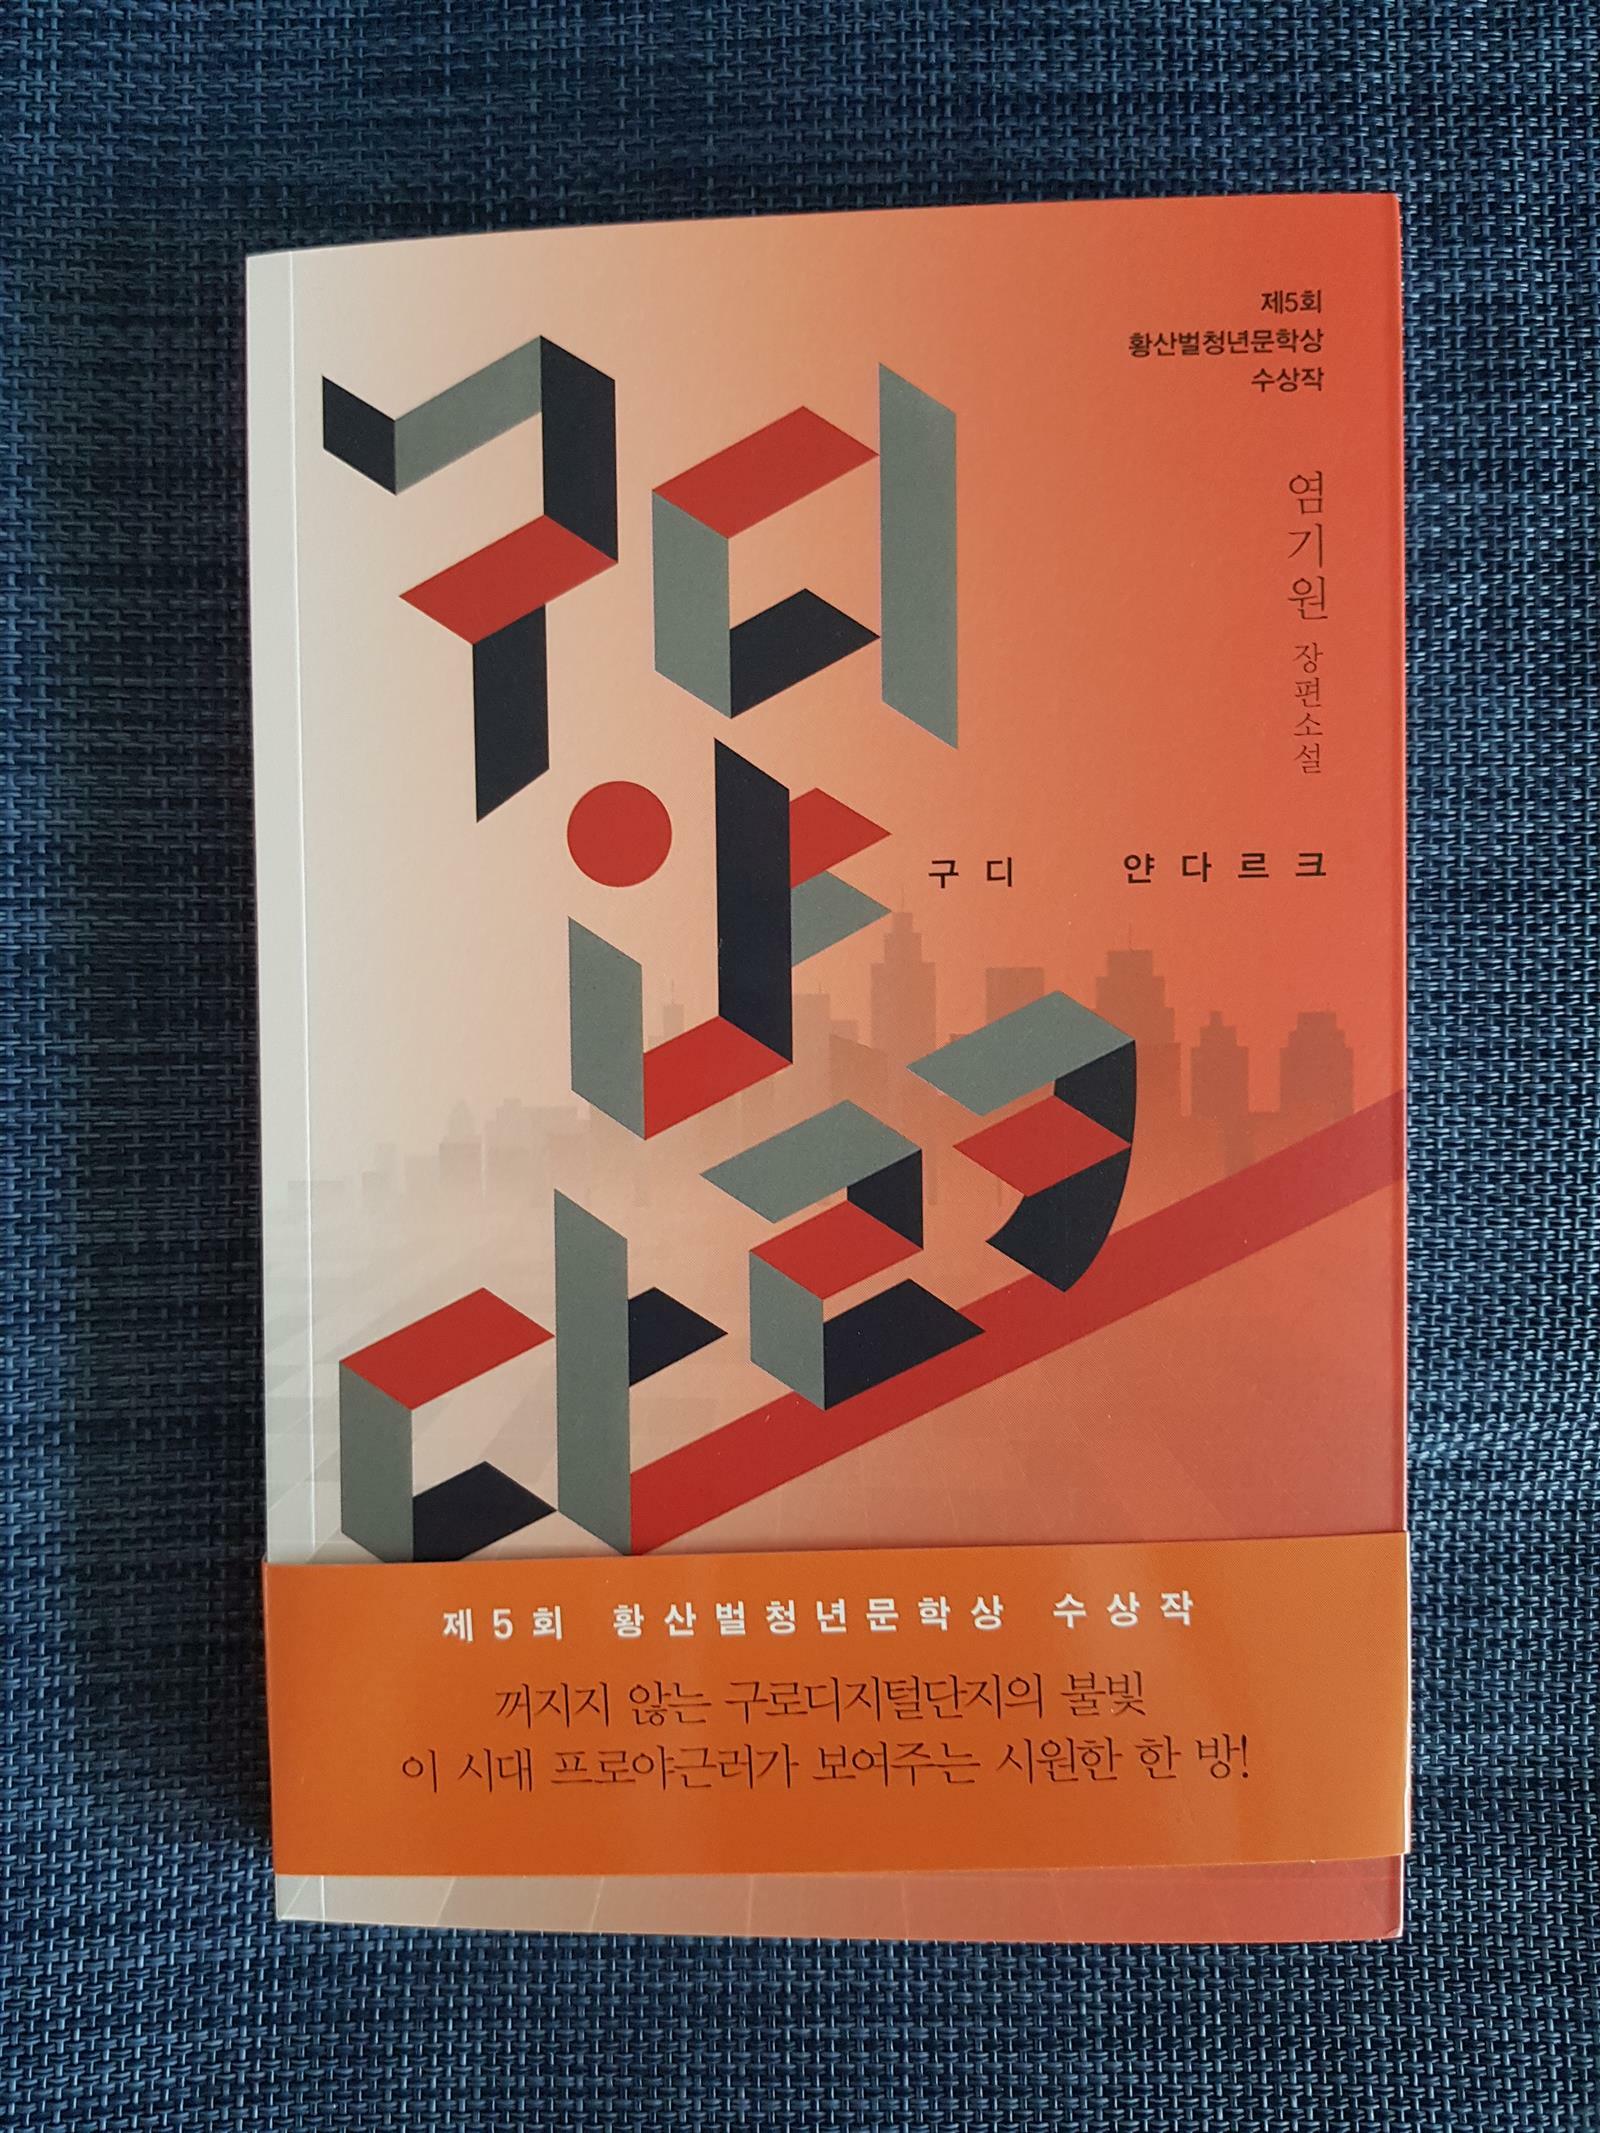 제5회
황산벌청년문학상
수상작
염기원 장편소설
구디
얀
다르크
구디 얀다르크
제5회 황산벌청년문학상 수상작
꺼지지 않는 구로디지털단지의 불빛
이 시대 프로야근러가 보여주는 시원한 한 방!